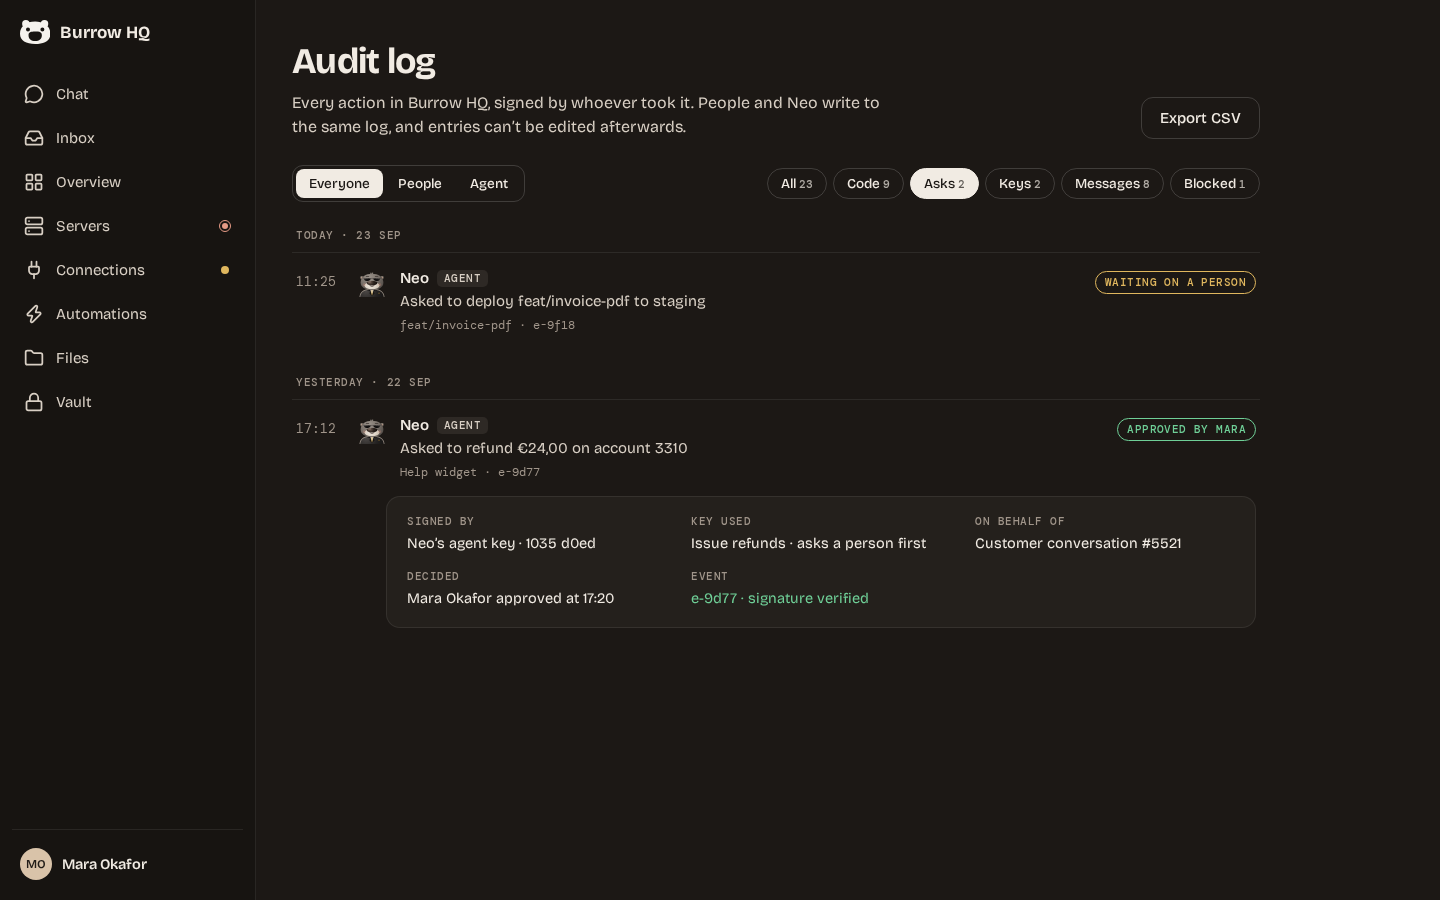 Burrow HQ
Chat
Inbox
Overview
Servers
Connections
Automations
Files
Vault
MO
Mara Okafor
Audit log
Every action in Burrow HQ, signed by whoever took it. People and Neo write to
the same log, and entries can't be edited afterwards.
Export CSV
Everyone
People
Agent
All 23
Code 9
Asks 2
Keys 2
Messages 8
Blocked 1
TODAY · 23 SEP
11:25
Neo AGENT
WAITING ON A PERSON
Asked to deploy feat/invoice-pdf to staging
feat/invoice-pdf · e-9f18
YESTERDAY · 22 SEP
17:12
Neo AGENT
APPROVED BY MARA
Asked to refund €24,00 on account 3310
Help widget · e-9d77
SIGNED BY
Neo's agent key · 1035 d0ed
KEY USED
Issue refunds · asks a person first
ON BEHALF OF
Customer conversation #5521
DECIDED
Mara Okafor approved at 17:20
EVENT
e-9d77 · signature verified